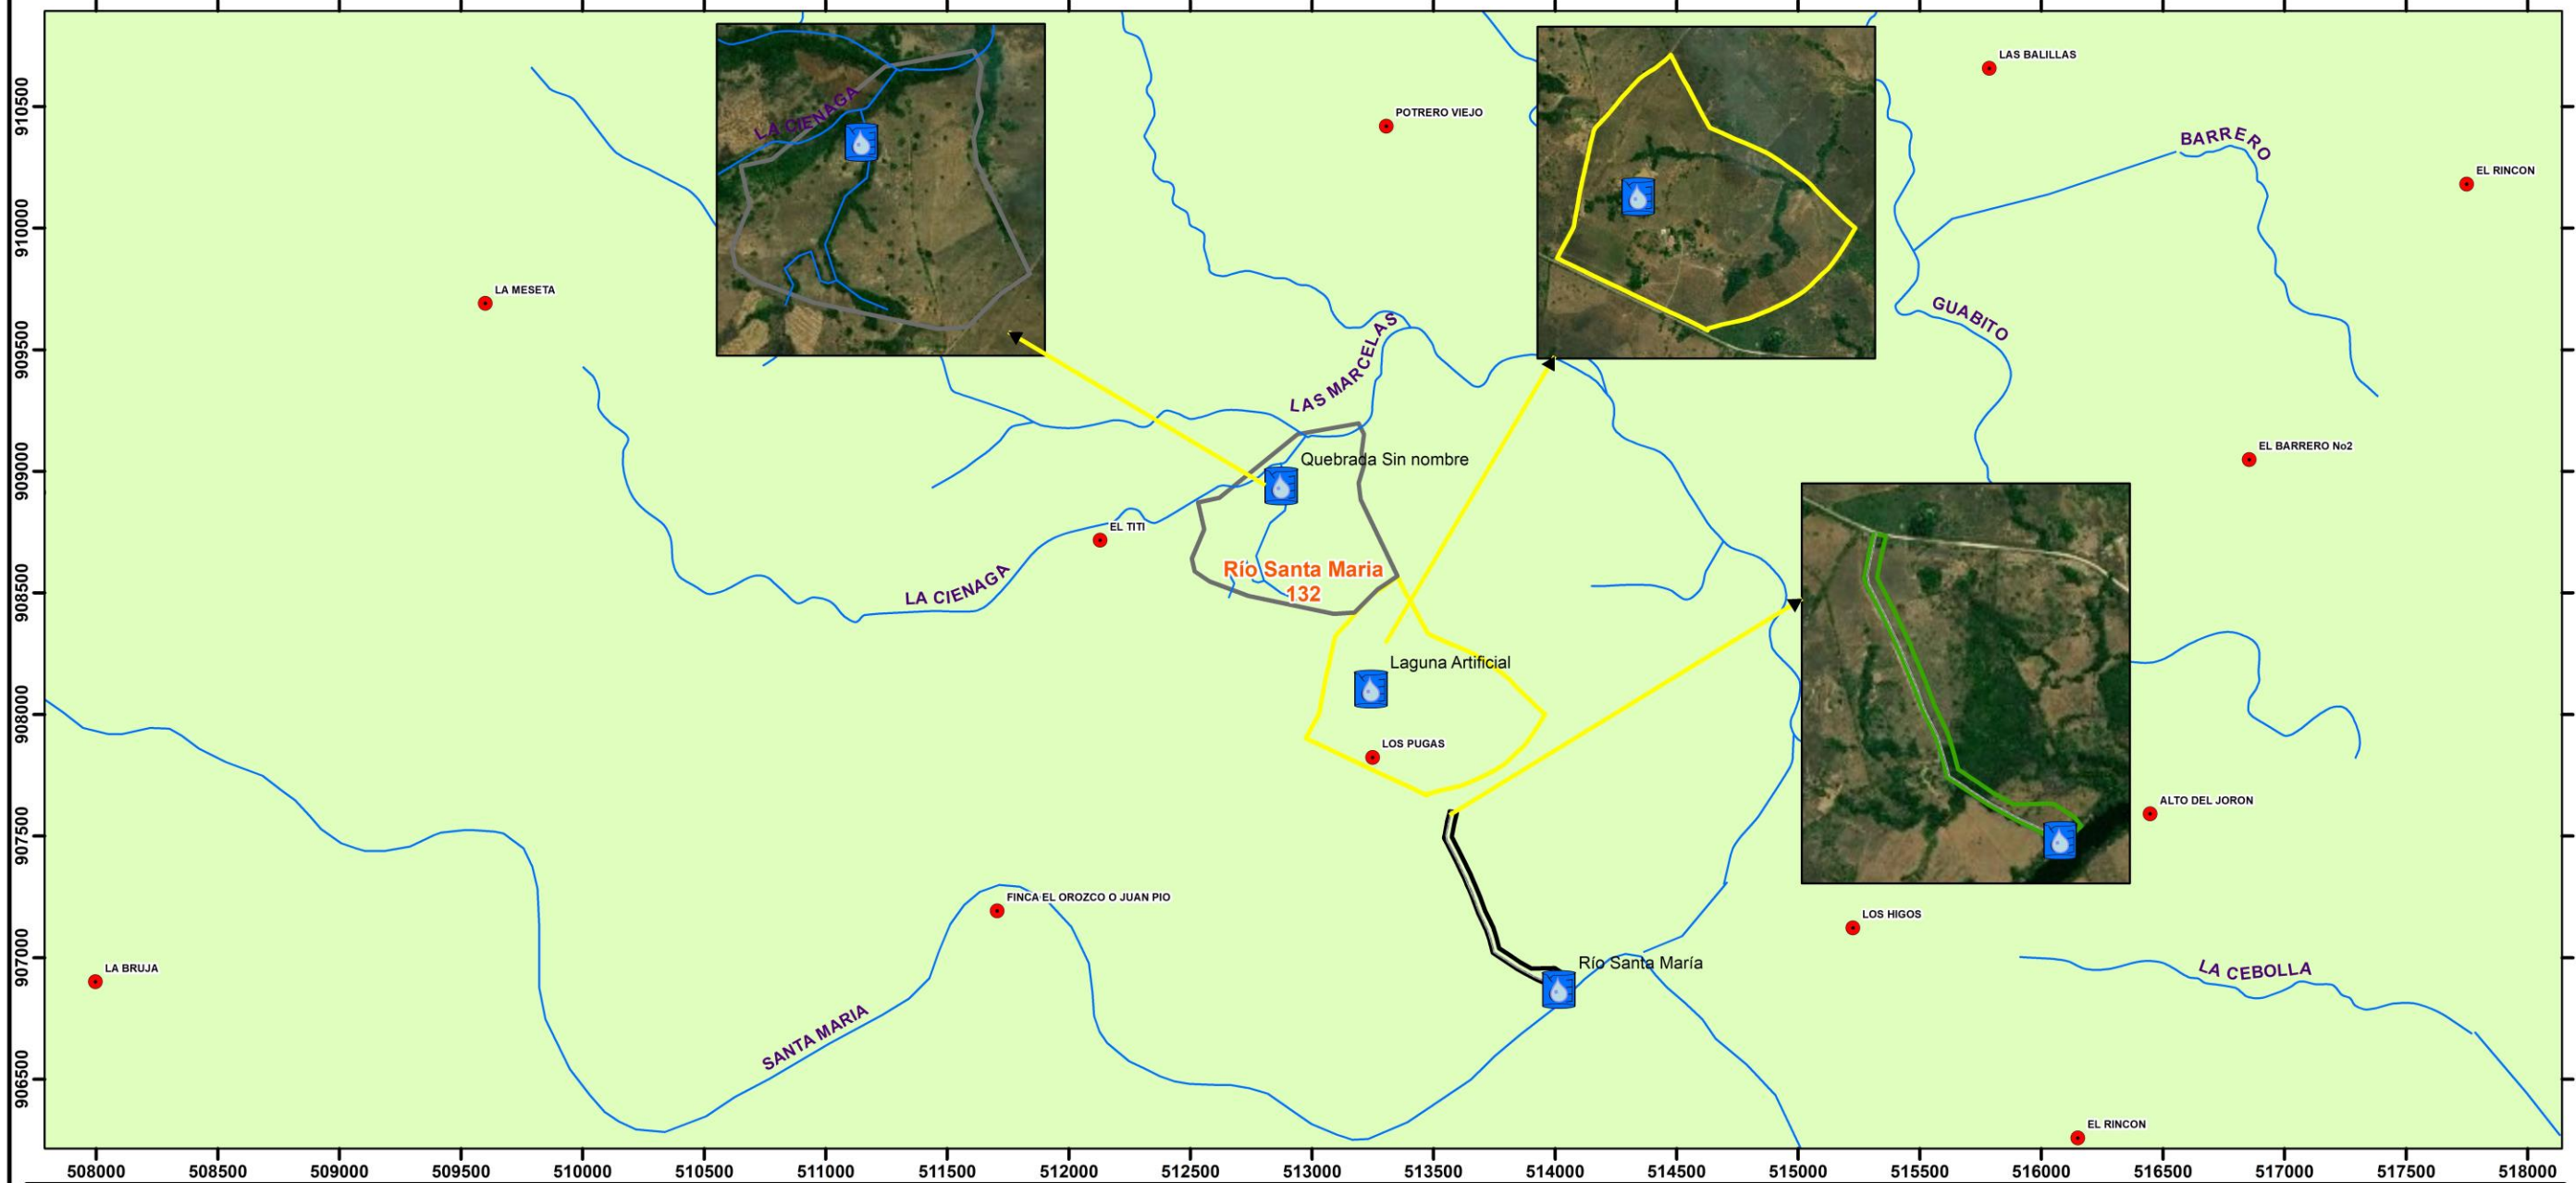 LAS BALILLAS
POTRERO VIEJO
LA CIENAGA
BARRERO
EL RINCON
LA MESETA
GUABITO
LAS MARCELAS
EL BARRERO No2
Quebrada Sin nombre
EL TITI
Río Santa Maria
132
LA CIENAGA
Laguna Artificial
LOS PUGAS
ALTO DEL JORON
FINCA EL OROZCO O JUAN PIO
LOS HIGOS
LA BRUJA
Río Santa María
LA CEBOLLA
SANTA MARIA
EL RINCON
910500
910000
909500
909000
908500
908000
907500
907000
906500
508000 508500 509000 509500 510000 510500 511000 511500 512000 512500 513000 513500 514000 514500 515000 515500 516000 516500 517000 517500 518000